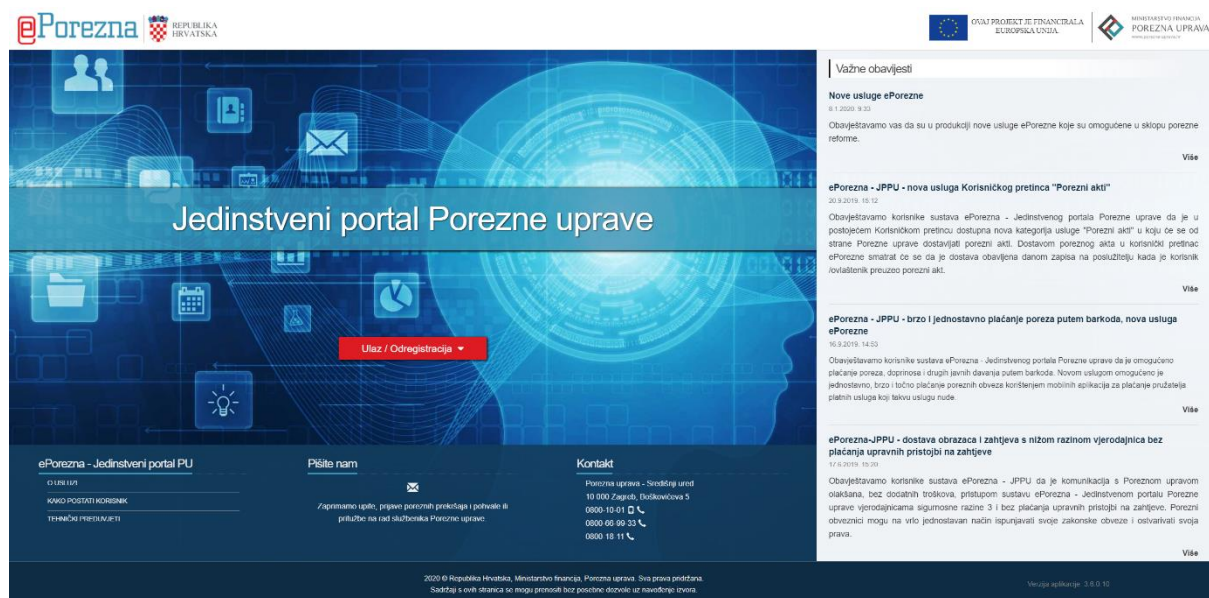 ePorezna REPUBLIKA
HRVATSKA
OVAJ PROJEKT JE FINANCIRALA
EUROPSKA UNIJA.
MINISTARSTVO FINANCIJA
POREZNA UPRAVA
Jedinstveni portal Porezne uprave
Ulaz / Odregistracija
Važne obavijesti
Nove usluge ePorezne
8.1.2020. 9:33
Obavještavamo vas da su u produkciji nove usluge ePorezne koje su omogućene u sklopu porezne
reforme.
Više
ePorezna - JPPU - nova usluga Korisničkog pretinca "Porezni akti"
20.9.2019. 15:12
Obavještavamo korisnike sustava ePorezna - Jedinstvenog portala Porezne uprave da je u
postojećem Korisničkom pretincu dostupna nova kategorija usluge "Porezni akti" u koju će se od
strane Porezne uprave dostavljati porezni akti. Dostavom poreznog akta u korisnički pretinac
ePorezne smatrat će se da je dostava obavljena danom zapisa na poslužitelju kada je korisnik
/ovlaštenik preuzeo porezni akt.
Više
ePorezna - JPPU - brzo i jednostavno plaćanje poreza putem barkoda, nova usluga
ePorezne
16.9.2019. 14:53
Obavještavamo korisnike sustava ePorezna - Jedinstvenog portala Porezne uprave da je omogućeno
plaćanje poreza, doprinosa i drugih javnih davanja putem barkoda. Novom uslugom omogućeno je
jednostavno, brzo i točno plaćanje poreznih obveza korištenjem mobilnih aplikacija za plaćanje pružatelja
platnih usluga koji takvu uslugu nude.
Više
ePorezna-JPPU - dostava obrazaca i zahtjeva s nižom razinom vjerodajnica bez
plaćanja upravnih pristojbi na zahtjeve
17.6.2019. 15:20
Obavještavamo korisnike sustava ePorezna - JPPU da je komunikacija s Poreznom upravom
olakšana, bez dodatnih troškova, pristupom sustavu ePorezna - Jedinstvenom portalu Porezne
uprave vjerodajnicama sigurnosne razine 3 i bez plaćanja upravnih pristojbi na zahtjeve. Porezni
obveznici mogu na vrlo jednostavan način ispunjavati svoje zakonske obveze i ostvarivati svoja
prava.
Više
ePorezna - Jedinstveni portal PU
O USLUZI
KAKO POSTATI KORISNIK
TEHNIČKI PREDUVJETI
Pišite nam
Zaprimamo upite, prijave poreznih prekršaja i pohvale ili
pritužbe na rad službenika Porezne uprave.
Kontakt
Porezna uprava - Središnji ured
10 000 Zagreb, Boškovićeva 5
0800-10-01
0800-66-99-33
0800-18-11
2020 © Republika Hrvatska, Ministarstvo financija, Porezna uprava. Sva prava pridržana.
Sadržaji s ovih stranica se mogu prenositi bez posebne dozvole uz navođenje izvora.
Verzija aplikacije: 3.8.0.10